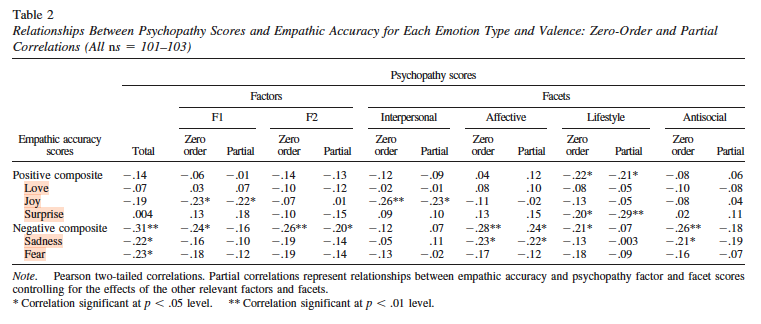 Table 2
Relationships Between Psychopathy Scores and Empathic Accuracy for Each Emotion Type and Valence: Zero-Order and Partial
Correlations (All ns = 101–103)
Psychopathy scores
Factors Facets
F1 F2 Interpersonal Affective Lifestyle Antisocial
Empathic accuracy Zero Zero Zero Zero Zero Zero
scores Total order Partial order Partial order Partial order Partial order Partial order Partial
Positive composite −.14 −.06 −.01 −.14 −.13 −.12 −.09 .04 .12 −.22* −.21* −.08 .06
Love −.07 .03 .07 −.10 −.12 −.02 −.01 .08 .10 −.08 −.05 −.10 −.08
Joy −.19 −.23* −.22* −.07 .01 −.26** −.23* −.11 −.02 −.13 −.05 −.08 .04
Surprise .004 .13 .18 −.10 −.15 .09 .10 .13 .15 −.20* −.29** .02 .11
Negative composite −.31** −.24* −.16 −.26** −.20* −.12 .07 −.28** .24* −.21* −.07 −.26** −.18
Sadness −.22* −.16 −.10 −.19 −.14 −.05 .11 −.23* −.22* −.13 −.003 −.21* −.19
Fear −.23* −.18 −.12 −.19 −.14 −.13 −.02 −.17 −.12 −.18 −.09 −.16 −.07
Note. Pearson two-tailed correlations. Partial correlations represent relationships between empathic accuracy and psychopathy factor and facet scores
controlling for the effects of the other relevant factors and facets.
* Correlation significant at p < .05 level. ** Correlation significant at p < .01 level.